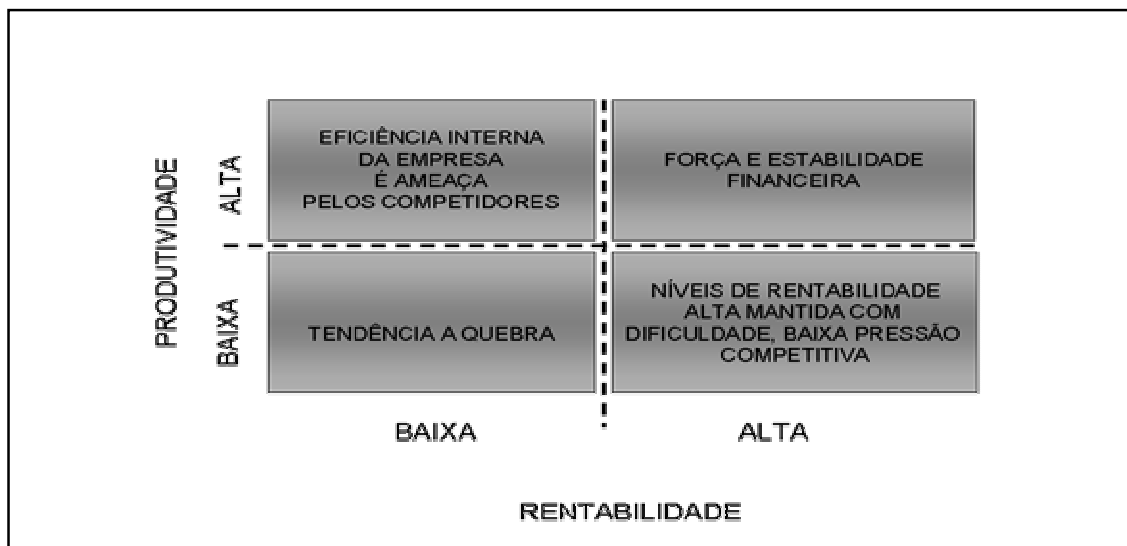 PRODUTIVIDADE
ALTA
EFICIÊNCIA INTERNA
DA EMPRESA
É AMEAÇA
PELOS COMPETIDORES
FORÇA E ESTABILIDADE
FINANCEIRA
BAIXA
TENDÊNCIA A QUEBRA
NÍVEIS DE RENTABILIDADE
ALTA MANTIDA COM
DIFICULDADE, BAIXA PRESSÃO
COMPETITIVA
BAIXA
ALTA
RENTABILIDADE